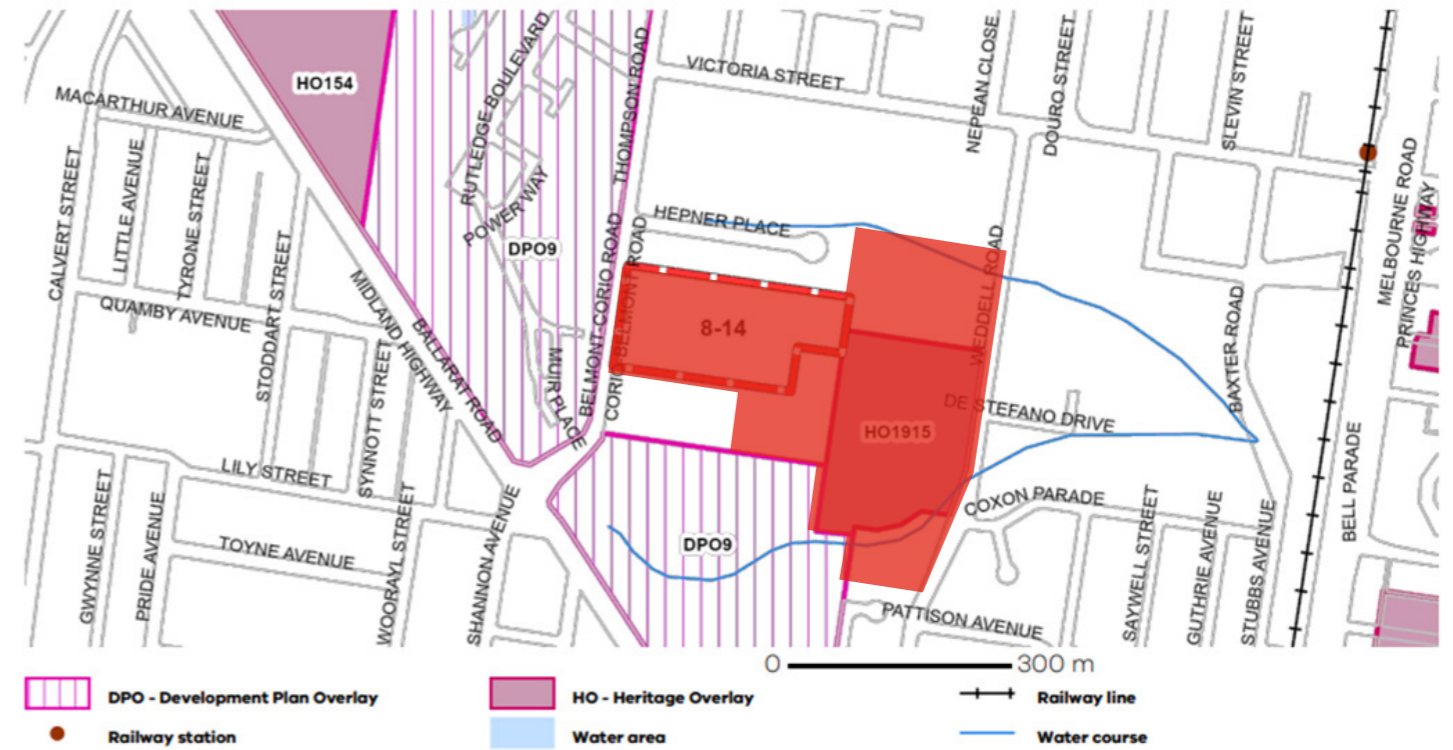 HO154
MACARTHUR AVENUE
CALVERT STREET
LITTLE AVENUE
TYRONE STREET
STODDART STREET
QUAMBY AVENUE
RUTLEDGE BOULEVARD
POWER WAY
DPO9
THOMPSON ROAD
VICTORIA STREET
NEPEAN CLOSE
DOURO STREET
SLEVIN STREET
MELBOURNE ROAD
PRINCES HIGHWAY
HEPNER PLACE
WEDDELL ROAD
BELMONT-CORIO ROAD
CORIO-BELMONT ROAD
8-14
MIDLAND HIGHWAY
BALLARAT ROAD
MUIR PLACE
BAXTER ROAD
DE STEFANO DRIVE
HO1915
SYNNOTT STREET
LILY STREET
COXON PARADE
BELL PARADE
GWYNNE STREET
PRIDE AVENUE
TOYNE AVENUE
WOORAYL STREET
SHANNON AVENUE
DPO9
SAYWELL STREET
GUTHRIE AVENUE
STUBBS AVENUE
PATTISON AVENUE
0 300 m
DPO - Development Plan Overlay
HO - Heritage Overlay
Railway line
Railway station
Water area
Water course